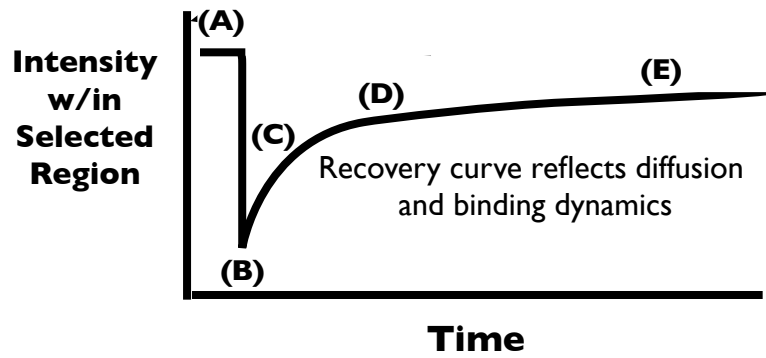 (A)
Intensity
w/in
Selected
Region
(E)
(D)
(C)
Recovery curve reflects diffusion
and binding dynamics
(B)
Time